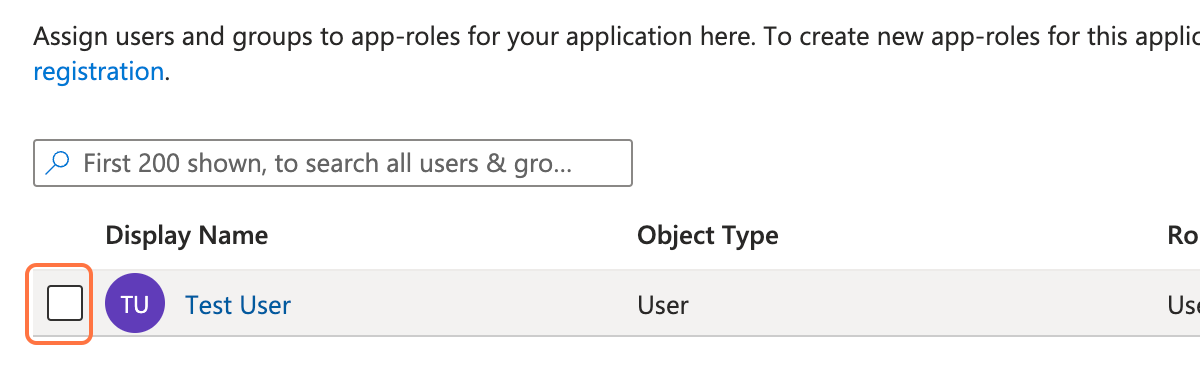 Assign users and groups to app-roles for your application here. To create new app-roles for this applic
registration.
First 200 shown, to search all users & gro...
Display Name Object Type Ro
TU Test User User Use